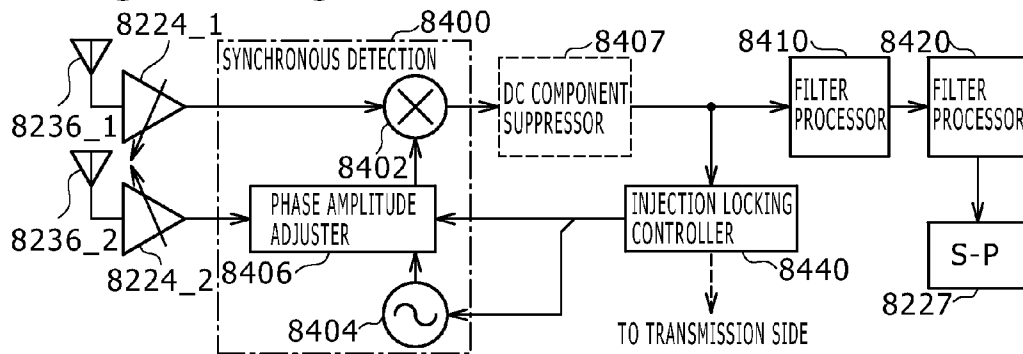 8224_1
8400
8407
8410
8420
SYNCHRONOUS DETECTION
DC COMPONENT
SUPPRESSOR
FILTER
PROCESSOR
FILTER
PROCESSOR
8236_1
8402
PHASE AMPLITUDE
ADJUSTER
INJECTION LOCKING
CONTROLLER
S-P
8236_2
8406
8440
8224_2
8404
8227
TO TRANSMISSION SIDE